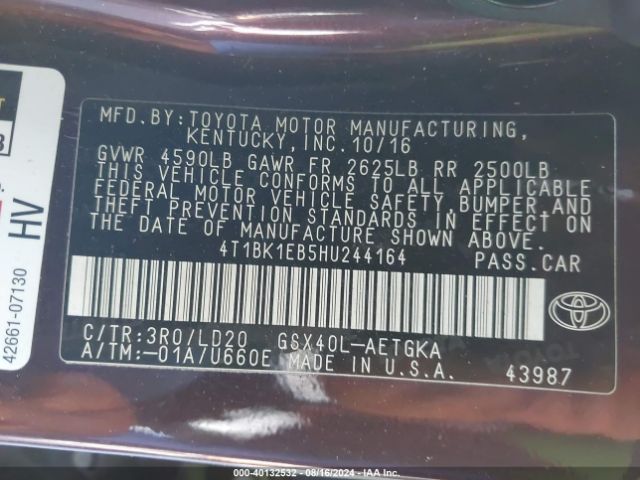 MFD.BY:TOYOTA MOTOR MANUFACTURING,
KENTUCKY,INC.10/16
GVWR 4590LB GAWR FR 2625LB RR 2500LB
THIS VEHICLE CONFORMS TO ALL APPLICABLE
FEDERAL MOTOR VEHICLE SAFETY,BUMPER,AND
THEFT PREVENTION STANDARDS IN EFFECT ON
THE DATE OF MANUFACTURE SHOWN ABOVE.
4T1BK1EB5HU244164 PASS.CAR
C/TR:3R0/LD20 GSX40L-AETGKA
A/TM:-01A/U660E MADE IN U.S.A.
43987
TOYOTA
HV
42661-07130
000-40132532 - 08/16/2024 - IAA Inc.